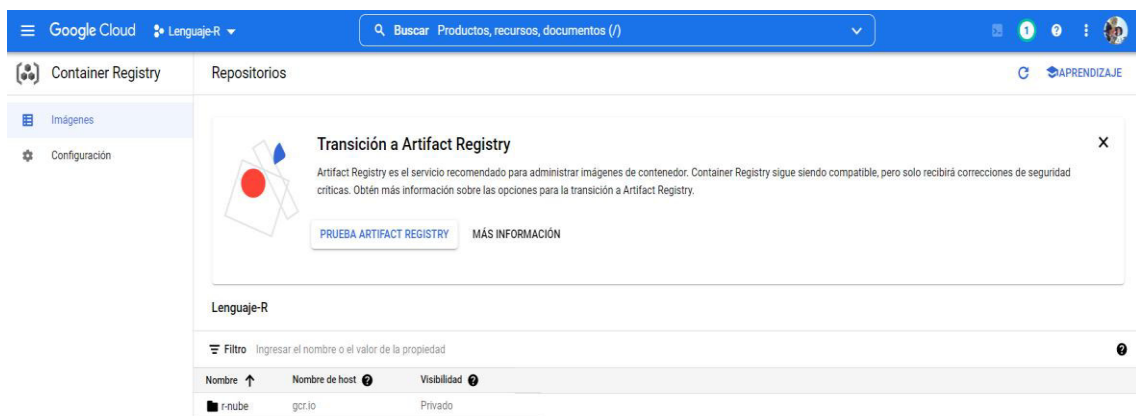 Google Cloud Lenguaje-R Buscar Productos, recursos, documentos (/) 1
Container Registry Repositorios APRENDIZAJE
Imágenes
Configuración
Transición a Artifact Registry
Artifact Registry es el servicio recomendado para administrar imágenes de contenedor. Container Registry sigue siendo compatible, pero solo recibirá correcciones de seguridad
críticas. Obtén más información sobre las opciones para la transición a Artifact Registry.
PRUEBA ARTIFACT REGISTRY MÁS INFORMACIÓN
Lenguaje-R
Filtro Ingresar el nombre o el valor de la propiedad
Nombre Nombre de host Visibilidad
r-nube gcr.io Privado